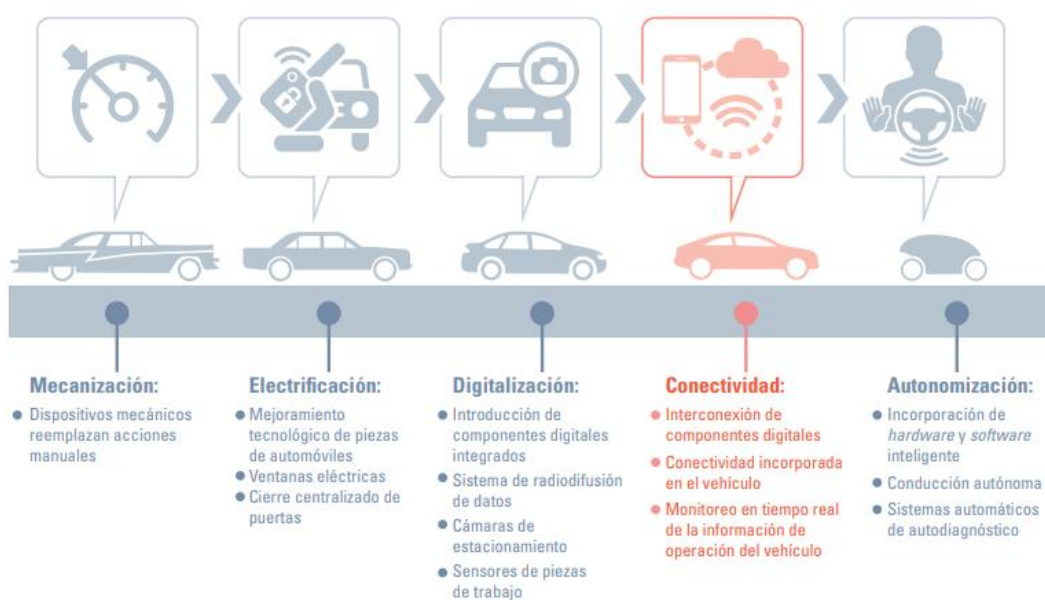 Mecanización:
● Dispositivos mecánicos
reemplazan acciones
manuales
Electrificación:
● Mejoramiento
tecnológico de piezas
de automóviles
● Ventanas eléctricas
● Cierre centralizado de
puertas
Digitalización:
● Introducción de
componentes digitales
integrados
● Sistema de radiodifusión
de datos
● Cámaras de
estacionamiento
● Sensores de piezas
de trabajo
Conectividad:
● Interconexión de
componentes digitales
● Conectividad incorporada
en el vehículo
● Monitoreo en tiempo real
de la información de
operación del vehículo
Autonomización:
● Incorporación de
hardware y software
inteligente
● Conducción autónoma
● Sistemas automáticos
de autodiagnóstico